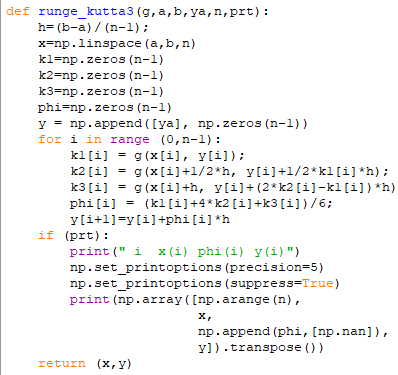 def runge_kutta3(g,a,b,ya,n,prt):
    h=(b-a)/(n-1);
    x=np.linspace(a,b,n)
    k1=np.zeros(n-1)
    k2=np.zeros(n-1)
    k3=np.zeros(n-1)
    phi=np.zeros(n-1)
    y = np.append([ya], np.zeros(n-1))
    for i in range (0,n-1):
        k1[i] = g(x[i], y[i]);
        k2[i] = g(x[i]+1/2*h, y[i]+1/2*k1[i]*h);
        k3[i] = g(x[i]+h, y[i]+(2*k2[i]-k1[i])*h)
        phi[i] = (k1[i]+4*k2[i]+k3[i])/6;
        y[i+1]=y[i]+phi[i]*h
    if (prt):
        print(" i  x(i) phi(i) y(i)")
        np.set_printoptions(precision=5)
        np.set_printoptions(suppress=True)
        print(np.array([np.arange(n),
                        x,
                        np.append(phi,[np.nan]),
                        y]).transpose())
    return (x,y)